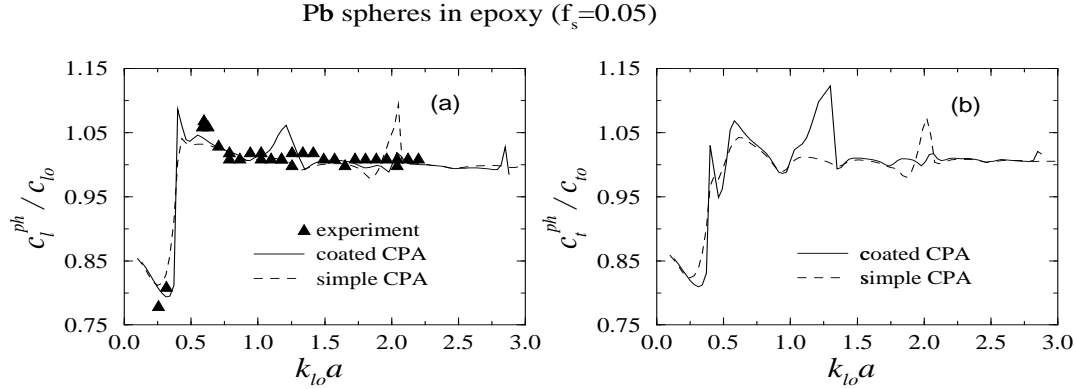 Pb spheres in epoxy (f_s=0.05)
1.15
1.05
0.95
0.85
0.75
c_l^ph / c_lo
(a)
experiment
coated CPA
simple CPA
0.0 0.5 1.0 1.5 2.0 2.5 3.0
k_lo a
1.15
1.05
0.95
0.85
0.75
c_t^ph / c_to
(b)
coated CPA
simple CPA
0.0 0.5 1.0 1.5 2.0 2.5 3.0
k_lo a